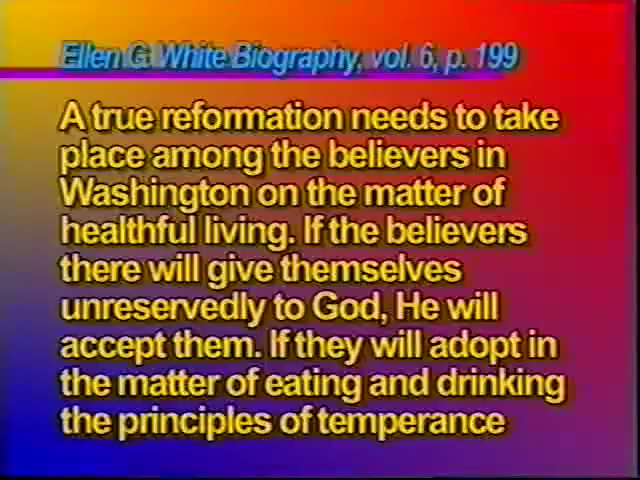 Ellen G. White Biography, vol. 6, p. 199
A true reformation needs to take
place among the believers in
Washington on the matter of
healthful living. If the believers
there will give themselves
unreservedly to God, He will
accept them. If they will adopt in
the matter of eating and drinking
the principles of temperance